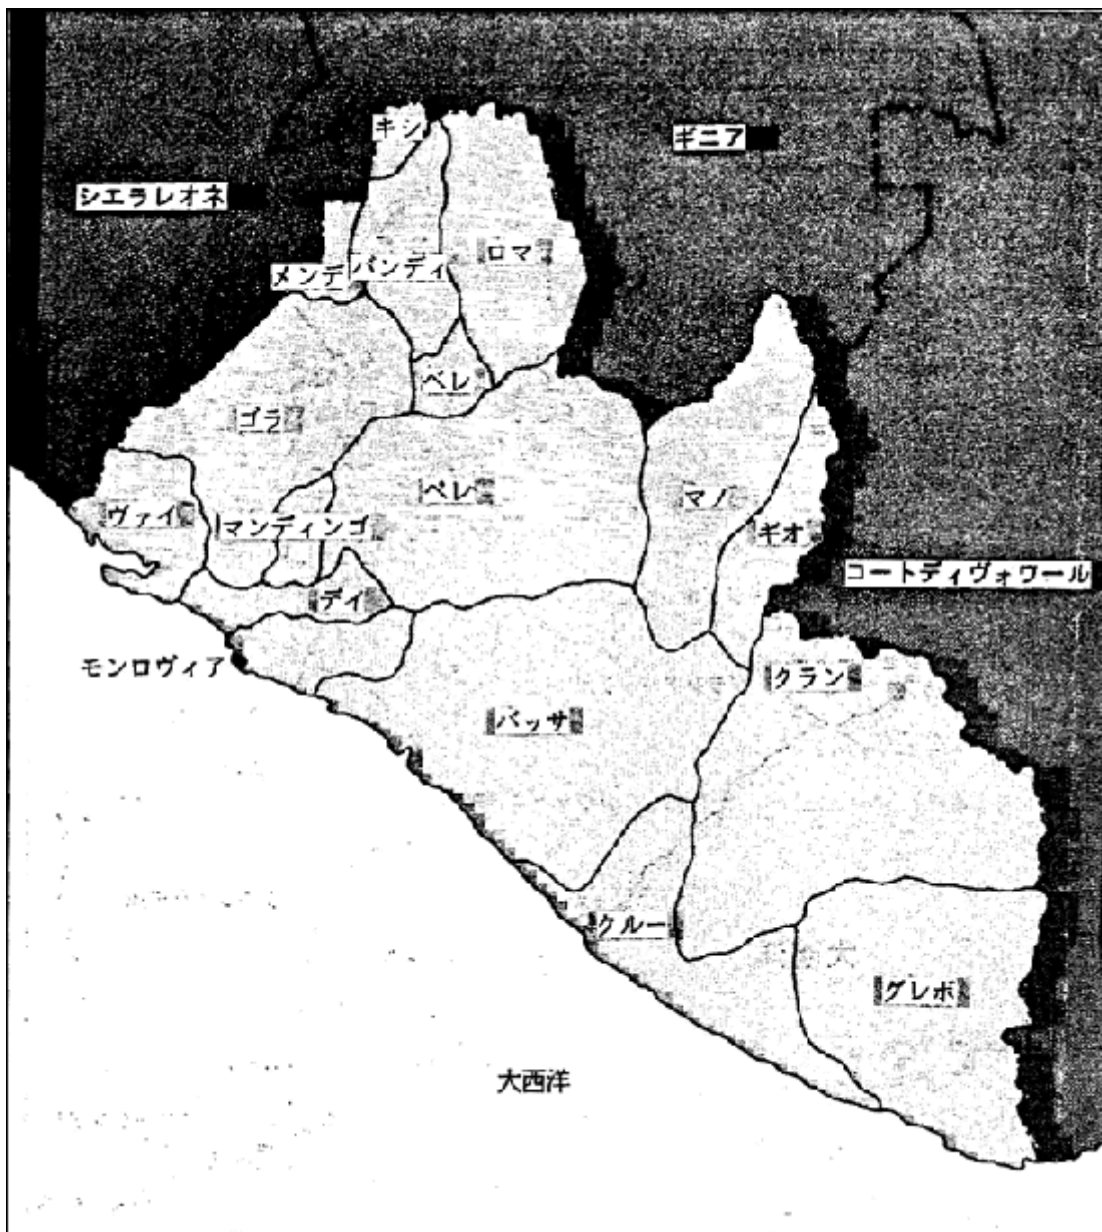 キシ
ギニア
シエラレオネ
ロマ
メンデ
バンディ
ベレ
ゴラ
ペレ
マノ
ヴァイ
マンディンゴ
ギオ
コートディヴォワール
デイ
モンロヴィア
クラン
バッサ
クルー
グレボ
大西洋